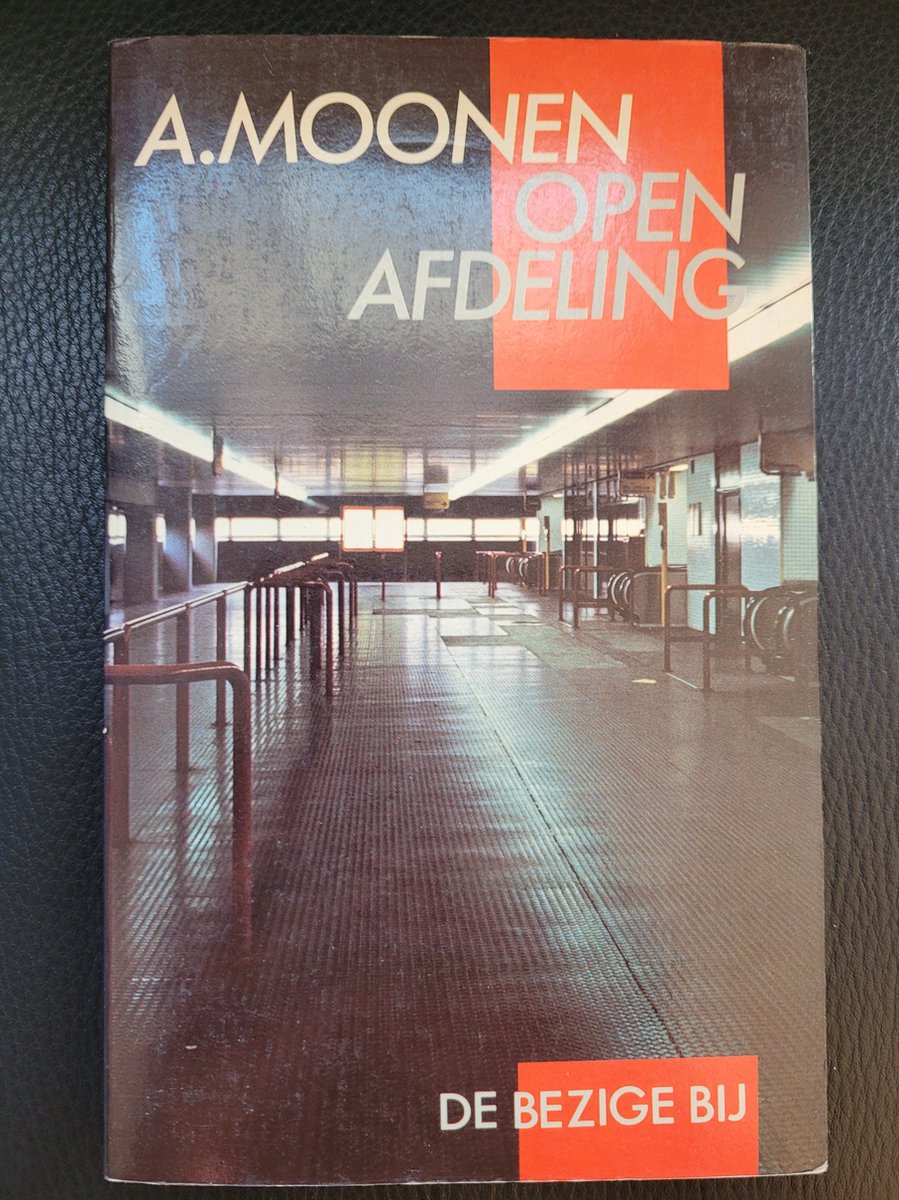 A.MOONEN
OPEN
AFDELING
DE BEZIGE BIJ